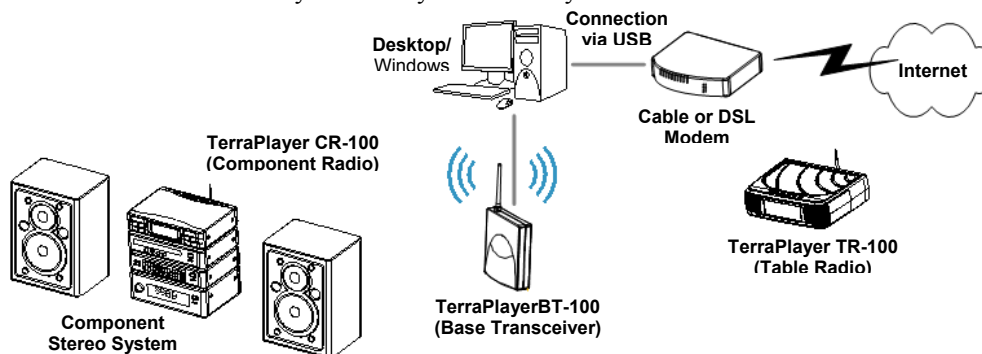 Connection
via USB
Desktop/
Windows
Internet
Cable or DSL
Modem
TerraPlayer CR-100
(Component Radio)
TerraPlayer TR-100
(Table Radio)
TerraPlayerBT-100
(Base Transceiver)
Component
Stereo System